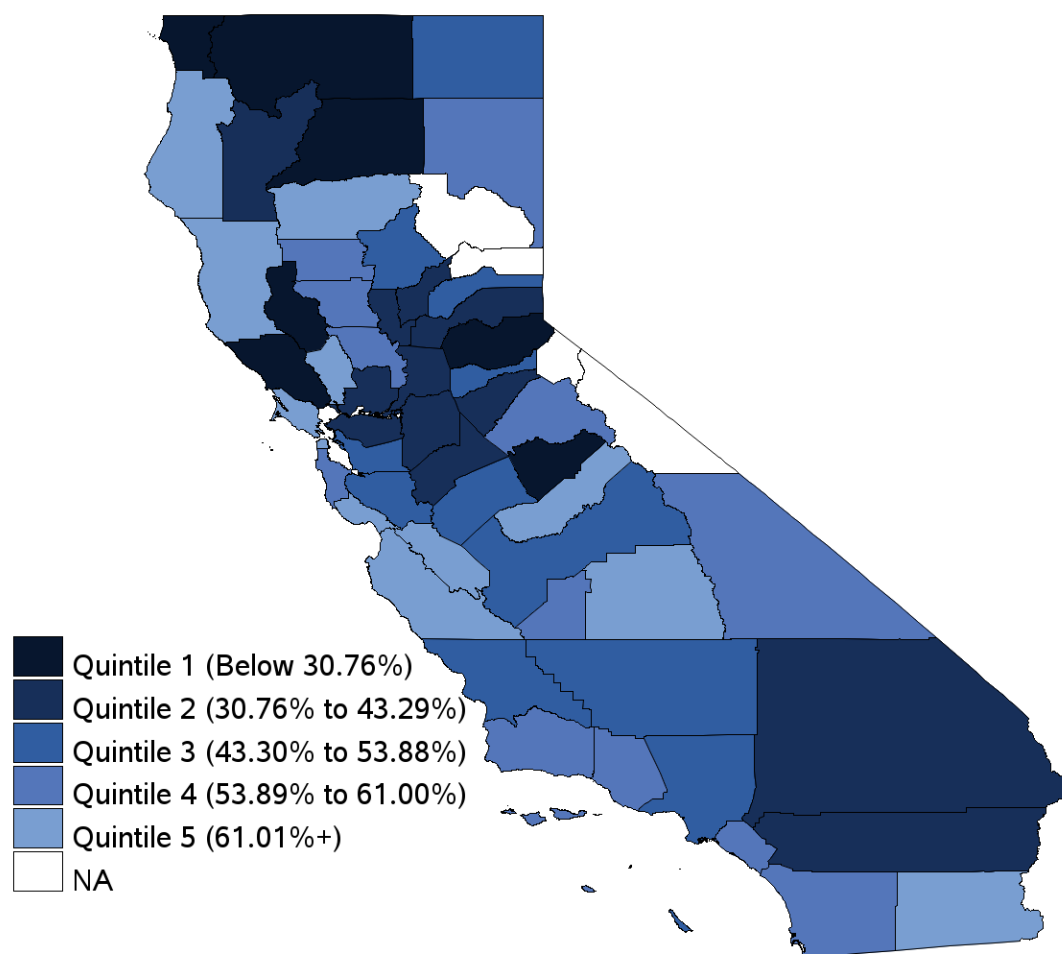 Quintile 1 (Below 30.76%)
Quintile 2 (30.76% to 43.29%)
Quintile 3 (43.30% to 53.88%)
Quintile 4 (53.89% to 61.00%)
Quintile 5 (61.01%+)
NA